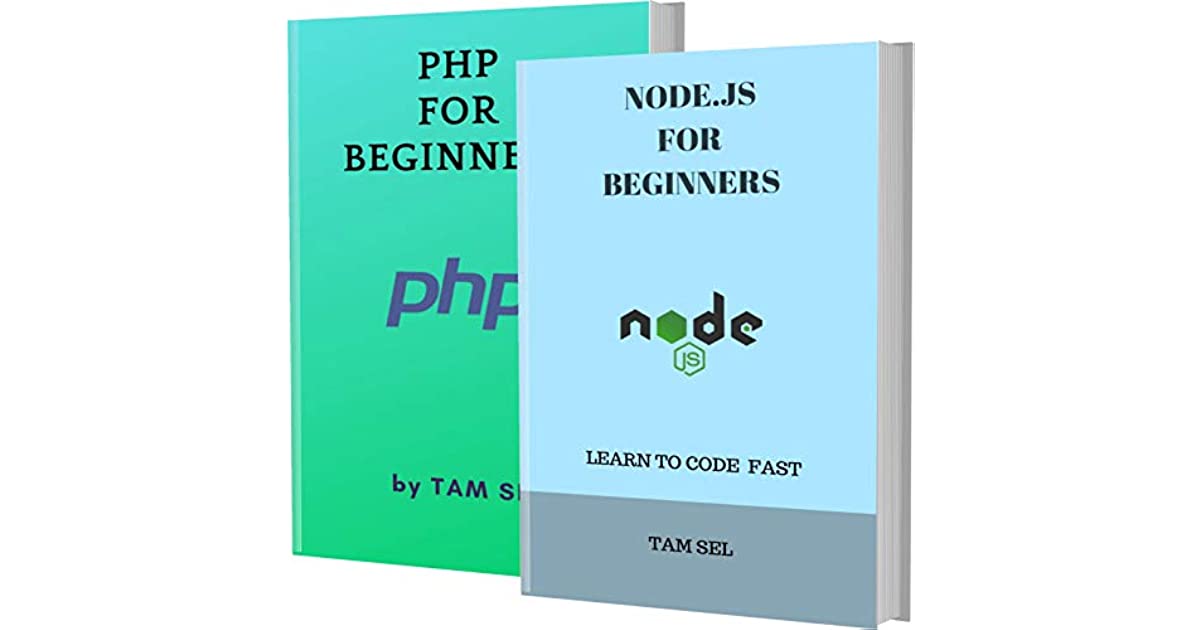 PHP
FOR
BEGINNE
php
by TAM S
NODE.JS
FOR
BEGINNERS
node
JS
LEARN TO CODE FAST
TAM SEL